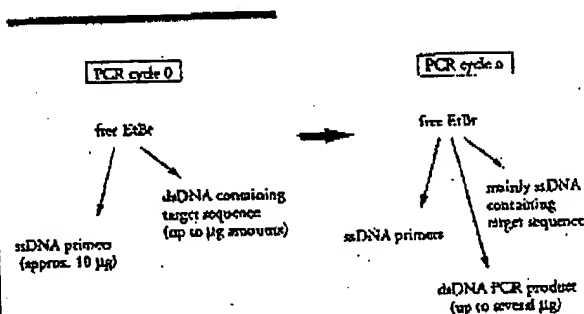 PCR cycle 0
free EtBr
ssDNA primers
(approx. 10 µg)
dsDNA containing
target sequence
(up to µg amounts)
PCR cycle n
free EtBr
ssDNA primers
mainly ssDNA
containing
target sequence
dsDNA PCR product
(up to several µg)